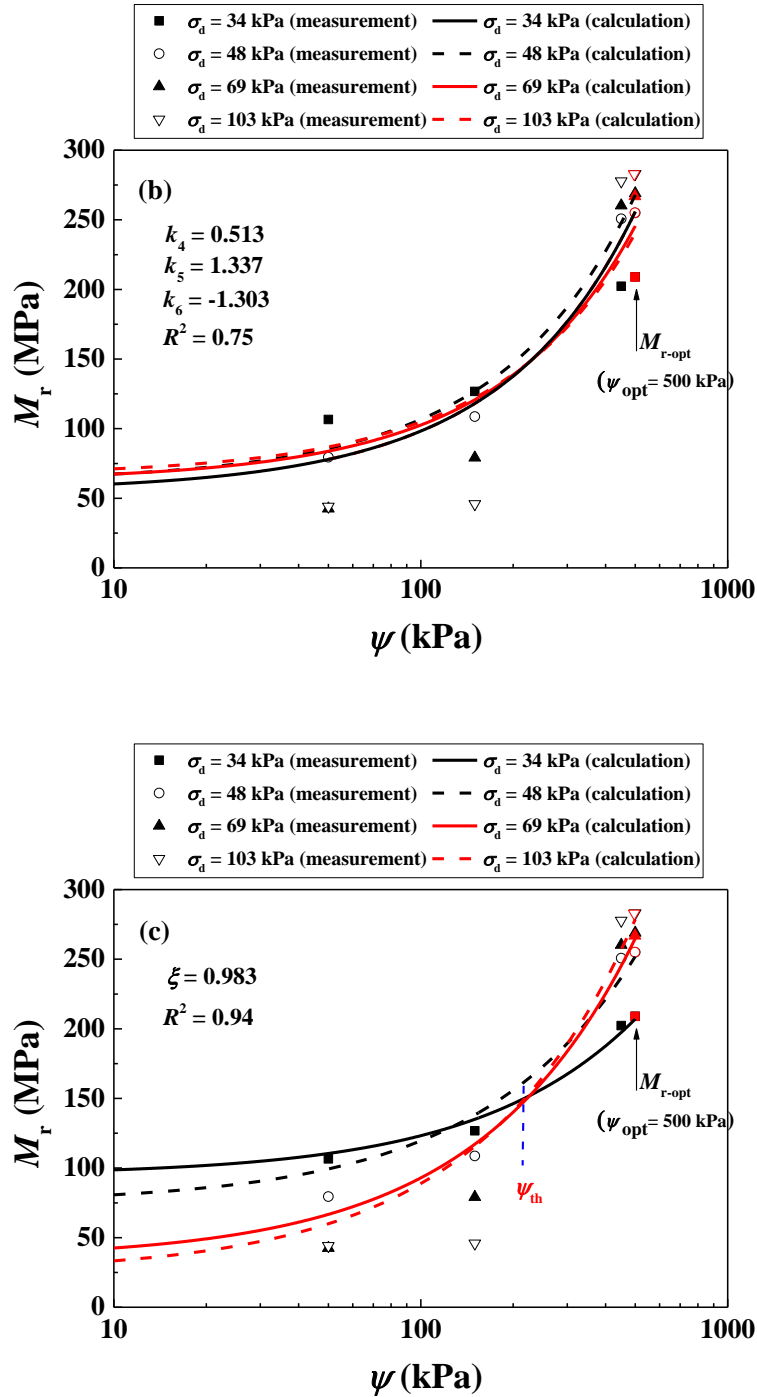 σd = 34 kPa (measurement) σd = 34 kPa (calculation)
σd = 48 kPa (measurement) σd = 48 kPa (calculation)
σd = 69 kPa (measurement) σd = 69 kPa (calculation)
σd = 103 kPa (measurement) σd = 103 kPa (calculation)
300
(b)
250
k4 = 0.513
k5 = 1.337
k6 = -1.303
R2 = 0.75
200
Mr-opt
(ψopt = 500 kPa)
150
Mr (MPa)
100
50
0
10 100 1000
ψ (kPa)
σd = 34 kPa (measurement) σd = 34 kPa (calculation)
σd = 48 kPa (measurement) σd = 48 kPa (calculation)
σd = 69 kPa (measurement) σd = 69 kPa (calculation)
σd = 103 kPa (measurement) σd = 103 kPa (calculation)
300
(c)
250
ξ = 0.983
R2 = 0.94
200
Mr-opt
(ψopt = 500 kPa)
150
Mr (MPa)
100
ψth
50
0
10 100 1000
ψ (kPa)